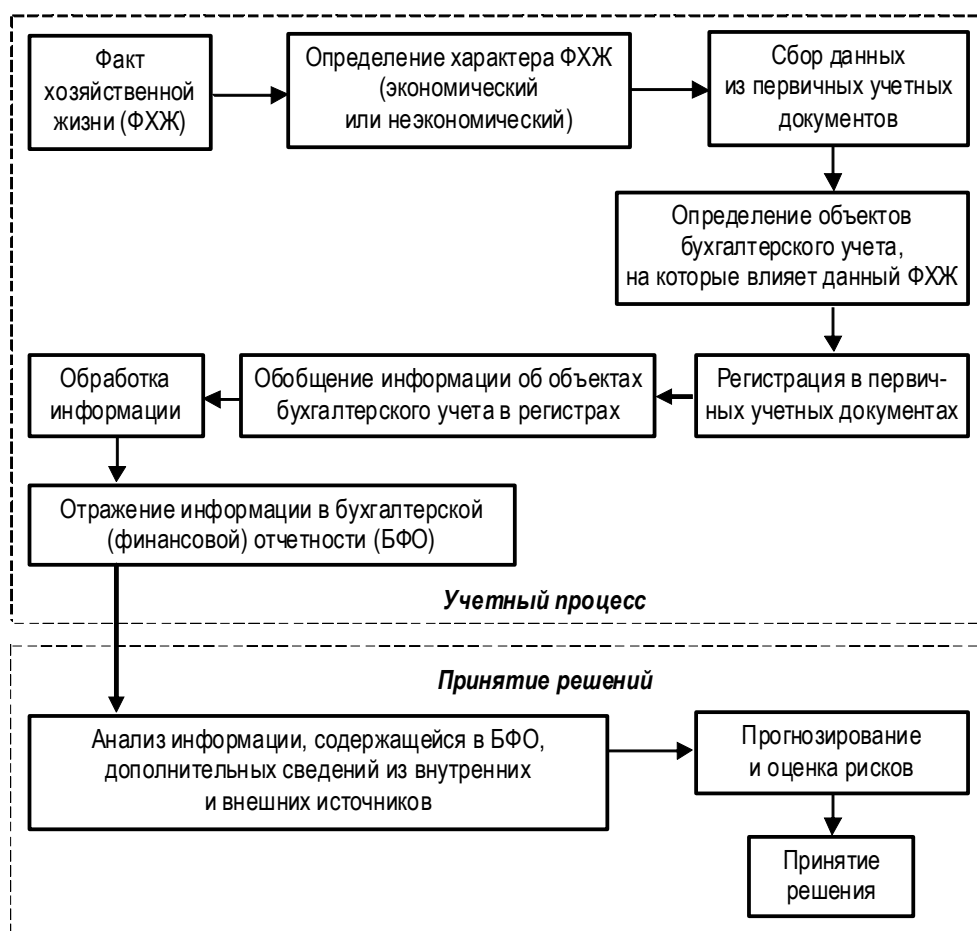 Факт
хозяйственной
жизни (ФХЖ)
Определение характера ФХЖ
(экономический
или неэкономический)
Сбор данных
из первичных учетных
документов
Определение объектов
бухгалтерского учета,
на которые влияет данный ФХЖ
Регистрация в первич-
ных учетных документах
Обобщение информации об объектах
бухгалтерского учета в регистрах
Обработка
информации
Отражение информации в бухгалтерской
(финансовой) отчетности (БФО)
Учетный процесс
Принятие решений
Анализ информации, содержащейся в БФО,
дополнительных сведений из внутренних
и внешних источников
Прогнозирование
и оценка рисков
Принятие
решения